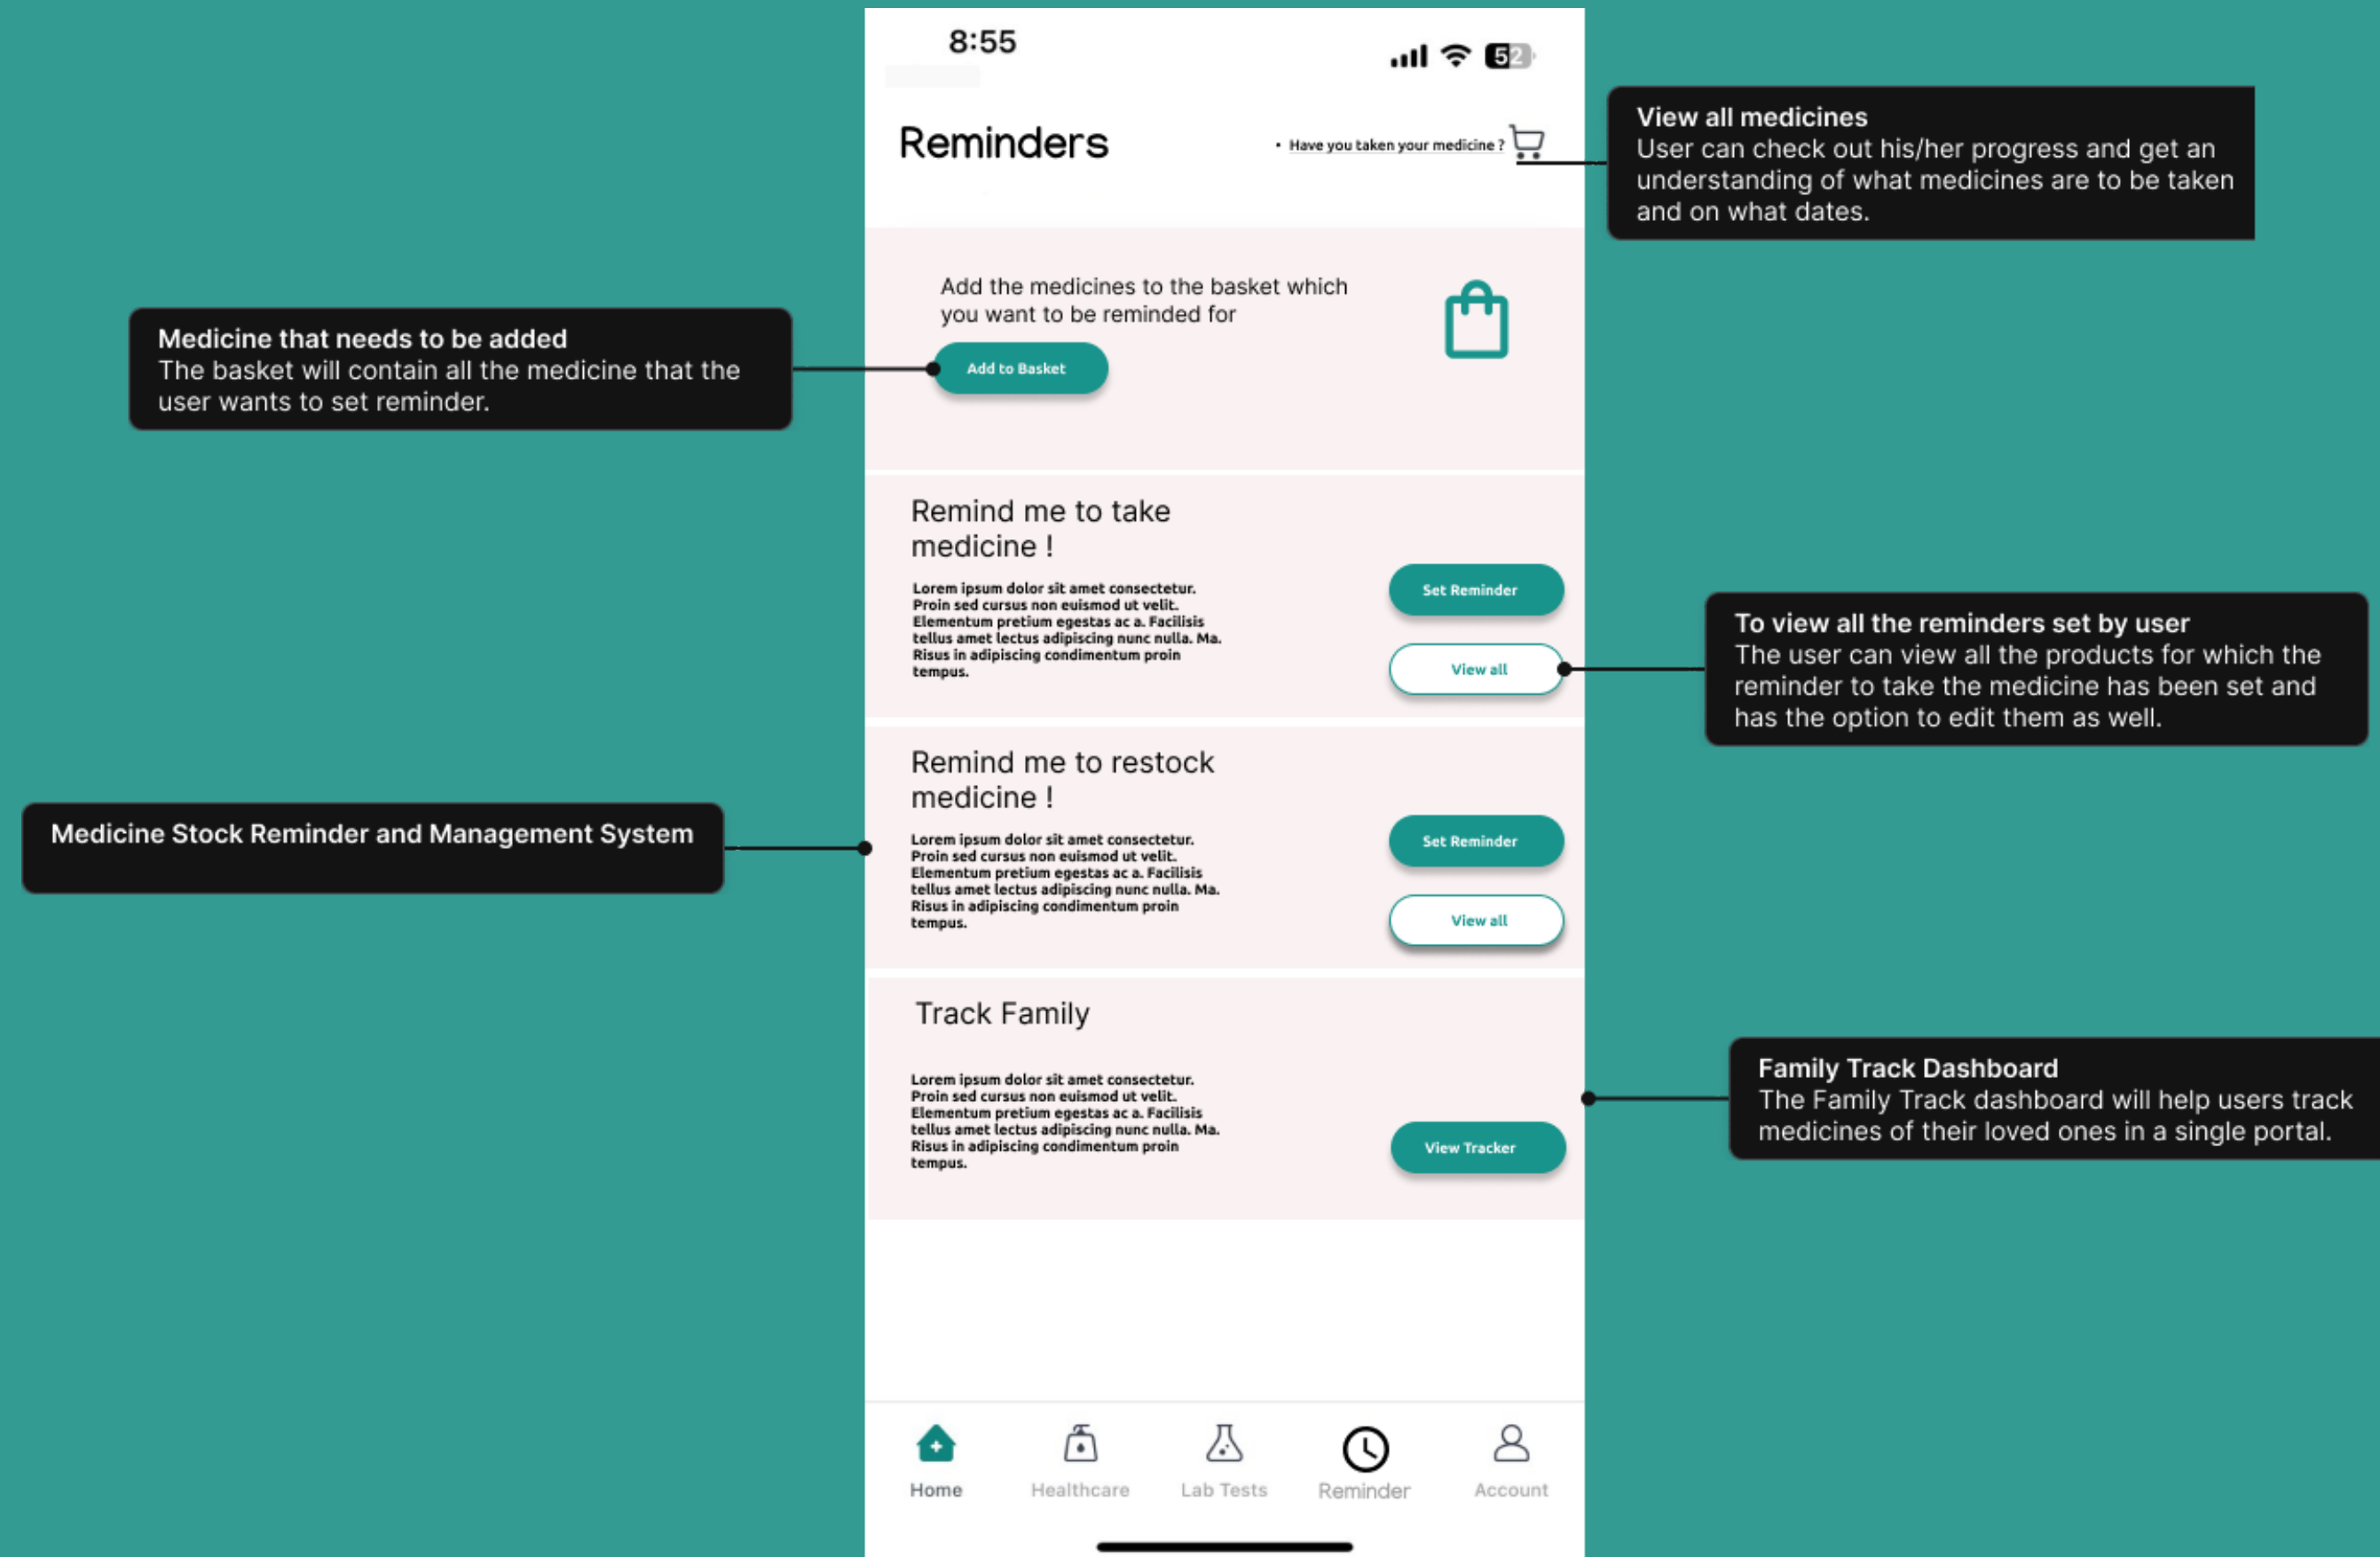 8:55
52
Reminders
• Have you taken your medicine ?
View all medicines
User can check out his/her progress and get an
understanding of what medicines are to be taken
and on what dates.
Add the medicines to the basket which
you want to be reminded for
Add to Basket
Medicine that needs to be added
The basket will contain all the medicine that the
user wants to set reminder.
Remind me to take
medicine !
Lorem ipsum dolor sit amet consectetur.
Proin sed cursus non euismod ut velit.
Elementum pretium egestas ac a. Facilisis
tellus amet lectus adipiscing nunc nulla. Ma.
Risus in adipiscing condimentum proin
tempus.
Set Reminder
View all
To view all the reminders set by user
The user can view all the products for which the
reminder to take the medicine has been set and
has the option to edit them as well.
Remind me to restock
medicine !
Lorem ipsum dolor sit amet consectetur.
Proin sed cursus non euismod ut velit.
Elementum pretium egestas ac a. Facilisis
tellus amet lectus adipiscing nunc nulla. Ma.
Risus in adipiscing condimentum proin
tempus.
Set Reminder
View all
Medicine Stock Reminder and Management System
Track Family
Lorem ipsum dolor sit amet consectetur.
Proin sed cursus non euismod ut velit.
Elementum pretium egestas ac a. Facilisis
tellus amet lectus adipiscing nunc nulla. Ma.
Risus in adipiscing condimentum proin
tempus.
View Tracker
Family Track Dashboard
The Family Track dashboard will help users track
medicines of their loved ones in a single portal.
Home
Healthcare
Lab Tests
Reminder
Account